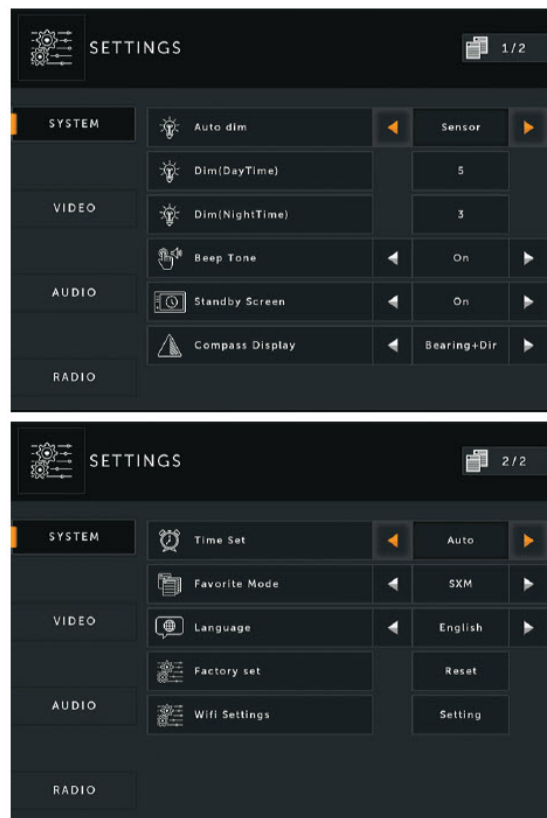 SETTINGS 1/2
SYSTEM Auto dim Sensor
Dim(DayTime) 5
VIDEO Dim(NightTime) 3
Beep Tone On
AUDIO Standby Screen On
Compass Display Bearing+Dir
RADIO
SETTINGS 2/2
SYSTEM Time Set Auto
Favorite Mode SXM
VIDEO Language English
Factory set Reset
AUDIO Wifi Settings Setting
RADIO